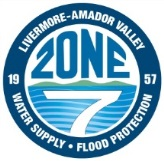 LIVERMORE-AMADOR VALLEY
ZONE
7
19 57
WATER SUPPLY • FLOOD PROTECTION